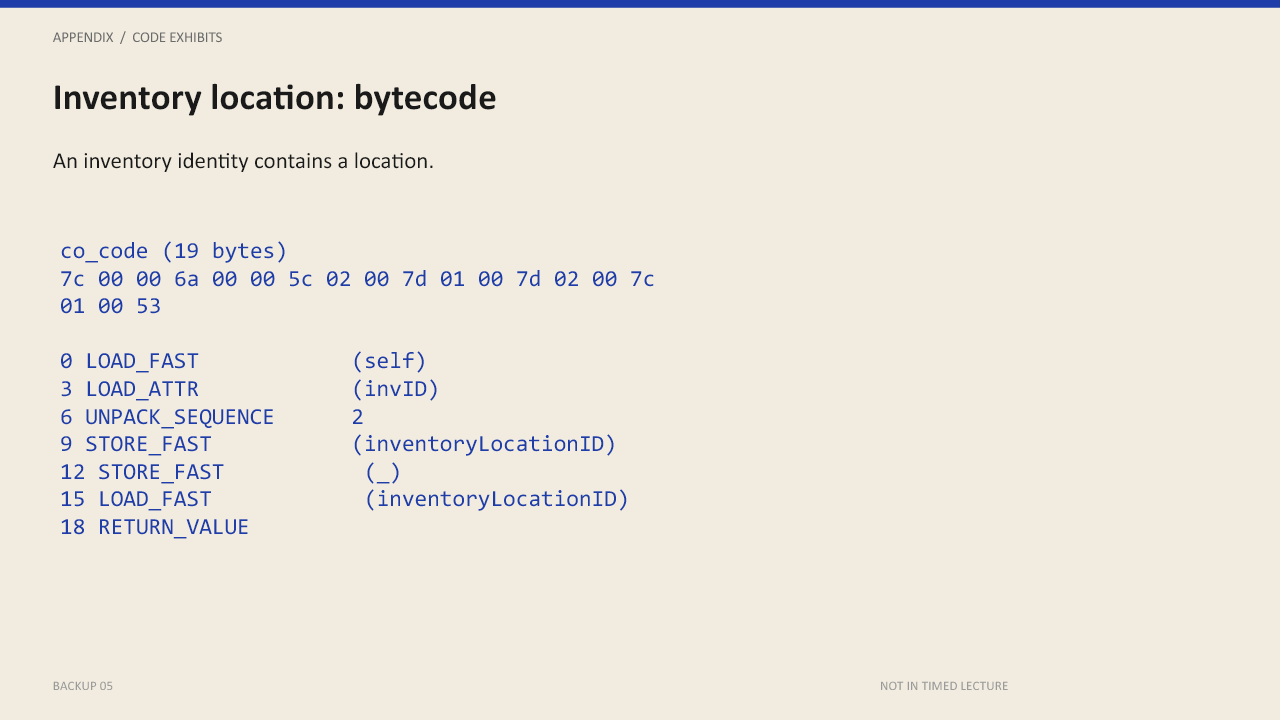 APPENDIX / CODE EXHIBITS
Inventory location: bytecode
An inventory identity contains a location.
co_code (19 bytes)
7c 00 00 6a 00 00 5c 02 00 7d 01 00 7d 02 00 7c
01 00 53
0 LOAD_FAST (self)
3 LOAD_ATTR (invID)
6 UNPACK_SEQUENCE 2
9 STORE_FAST (inventoryLocationID)
12 STORE_FAST (_)
15 LOAD_FAST (inventoryLocationID)
18 RETURN_VALUE
BACKUP 05
NOT IN TIMED LECTURE